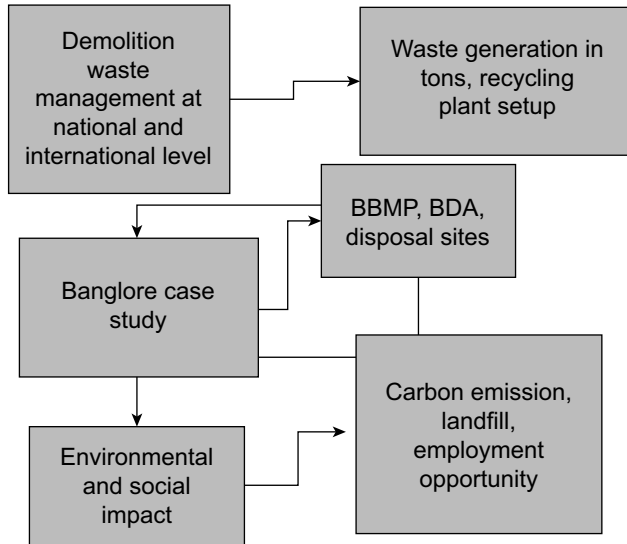 Demolition
waste
management at
national and
international level
Waste generation in
tons, recycling
plant setup
BBMP, BDA,
disposal sites
Banglore case
study
Carbon emission,
landfill,
employment
opportunity
Environmental
and social
impact